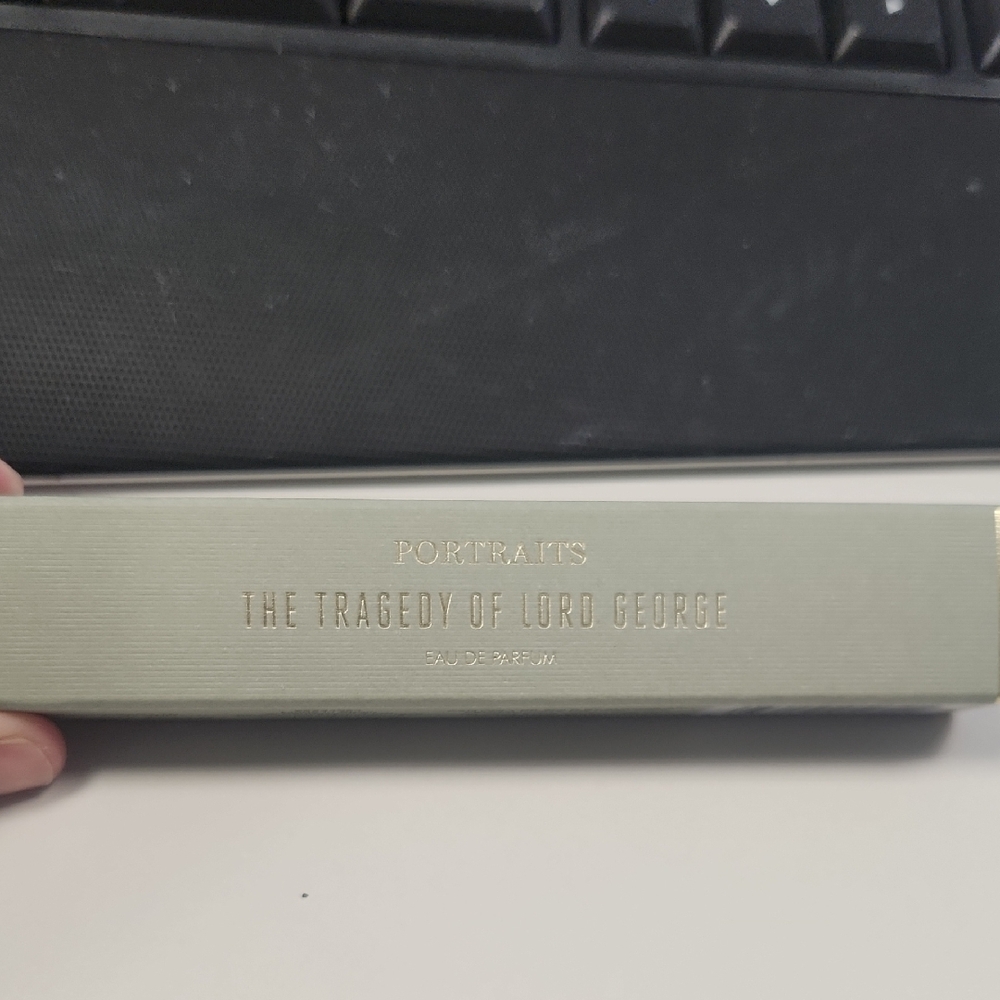 PORTRAITS
THE TRAGEDY OF LORD GEORGE
EAU DE PARFUM